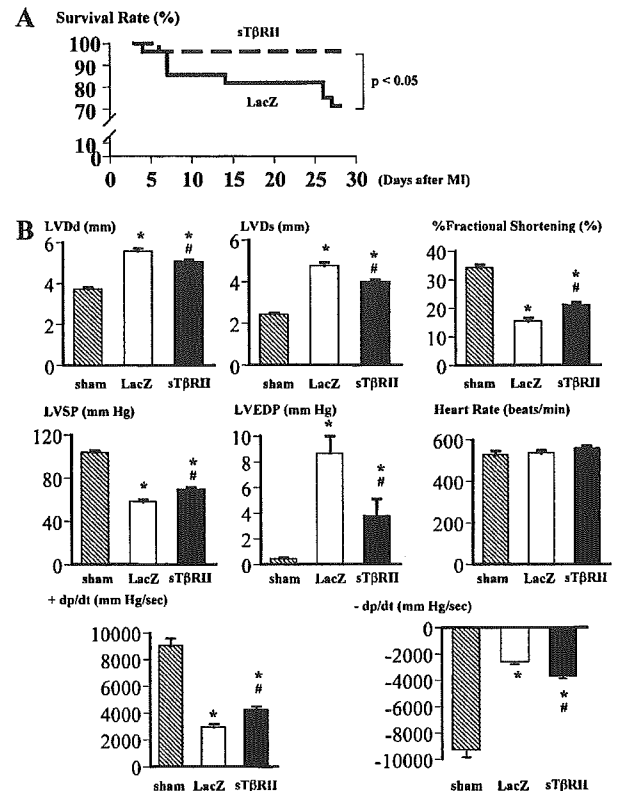 A Survival Rate (%)
sTβRII
100
90
80
70
10
0
p < 0.05
LacZ
0 5 10 15 20 25 30 (Days after MI)
B LVDd (mm) LVDs (mm) %Fractional Shortening (%)
6
4
2
0
* * #
sham LacZ sTβRII
6
4
2
0
* * #
sham LacZ sTβRII
40
30
20
10
0
* * #
sham LacZ sTβRII
LVSP (mm Hg) LVEDP (mm Hg) Heart Rate (beats/min)
120
80
40
0
* * #
sham LacZ sTβRII
10
8
6
4
2
0
* * #
sham LacZ sTβRII
600
400
200
0
sham LacZ sTβRII
+ dp/dt (mm Hg/sec) - dp/dt (mm Hg/sec)
10000
8000
6000
4000
2000
0
* * #
sham LacZ sTβRII
0
-2000
-4000
-6000
-8000
-10000
* * #
sham LacZ sTβRII